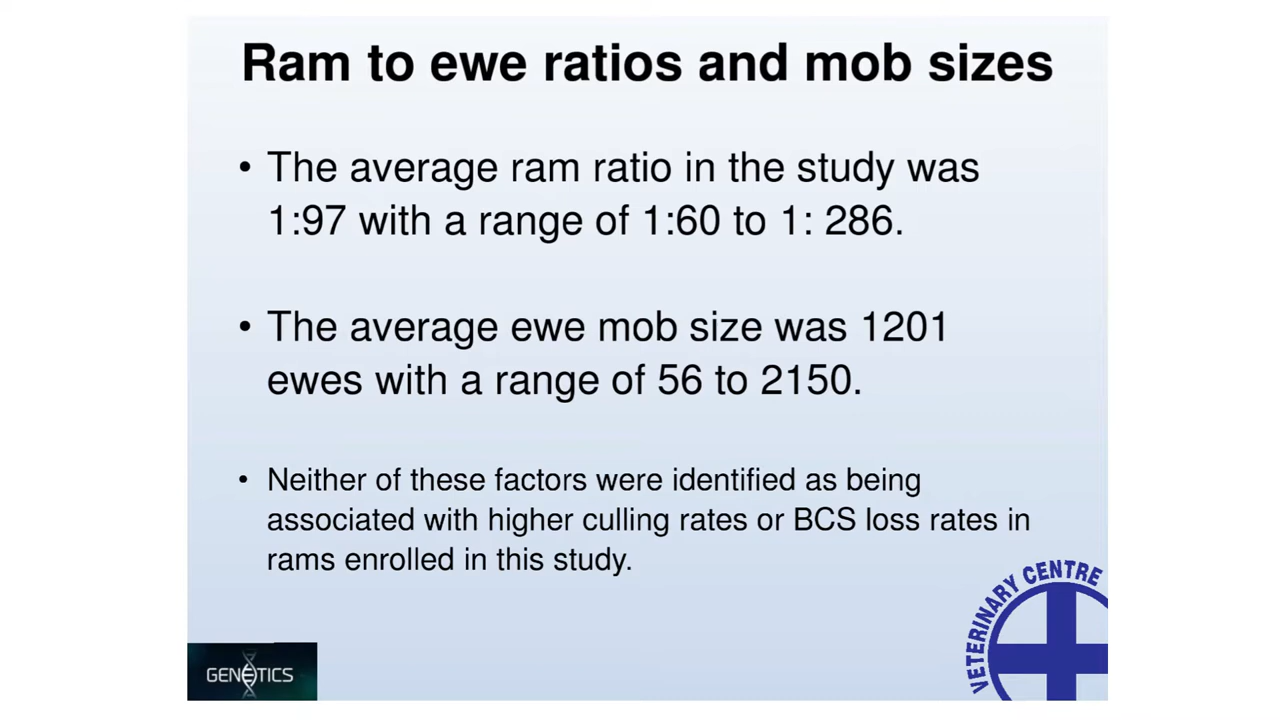 Ram to ewe ratios and mob sizes
• The average ram ratio in the study was
1:97 with a range of 1:60 to 1: 286.
• The average ewe mob size was 1201
ewes with a range of 56 to 2150.
• Neither of these factors were identified as being
associated with higher culling rates or BCS loss rates in
rams enrolled in this study.
VETERINARY CENTRE
GENETICS